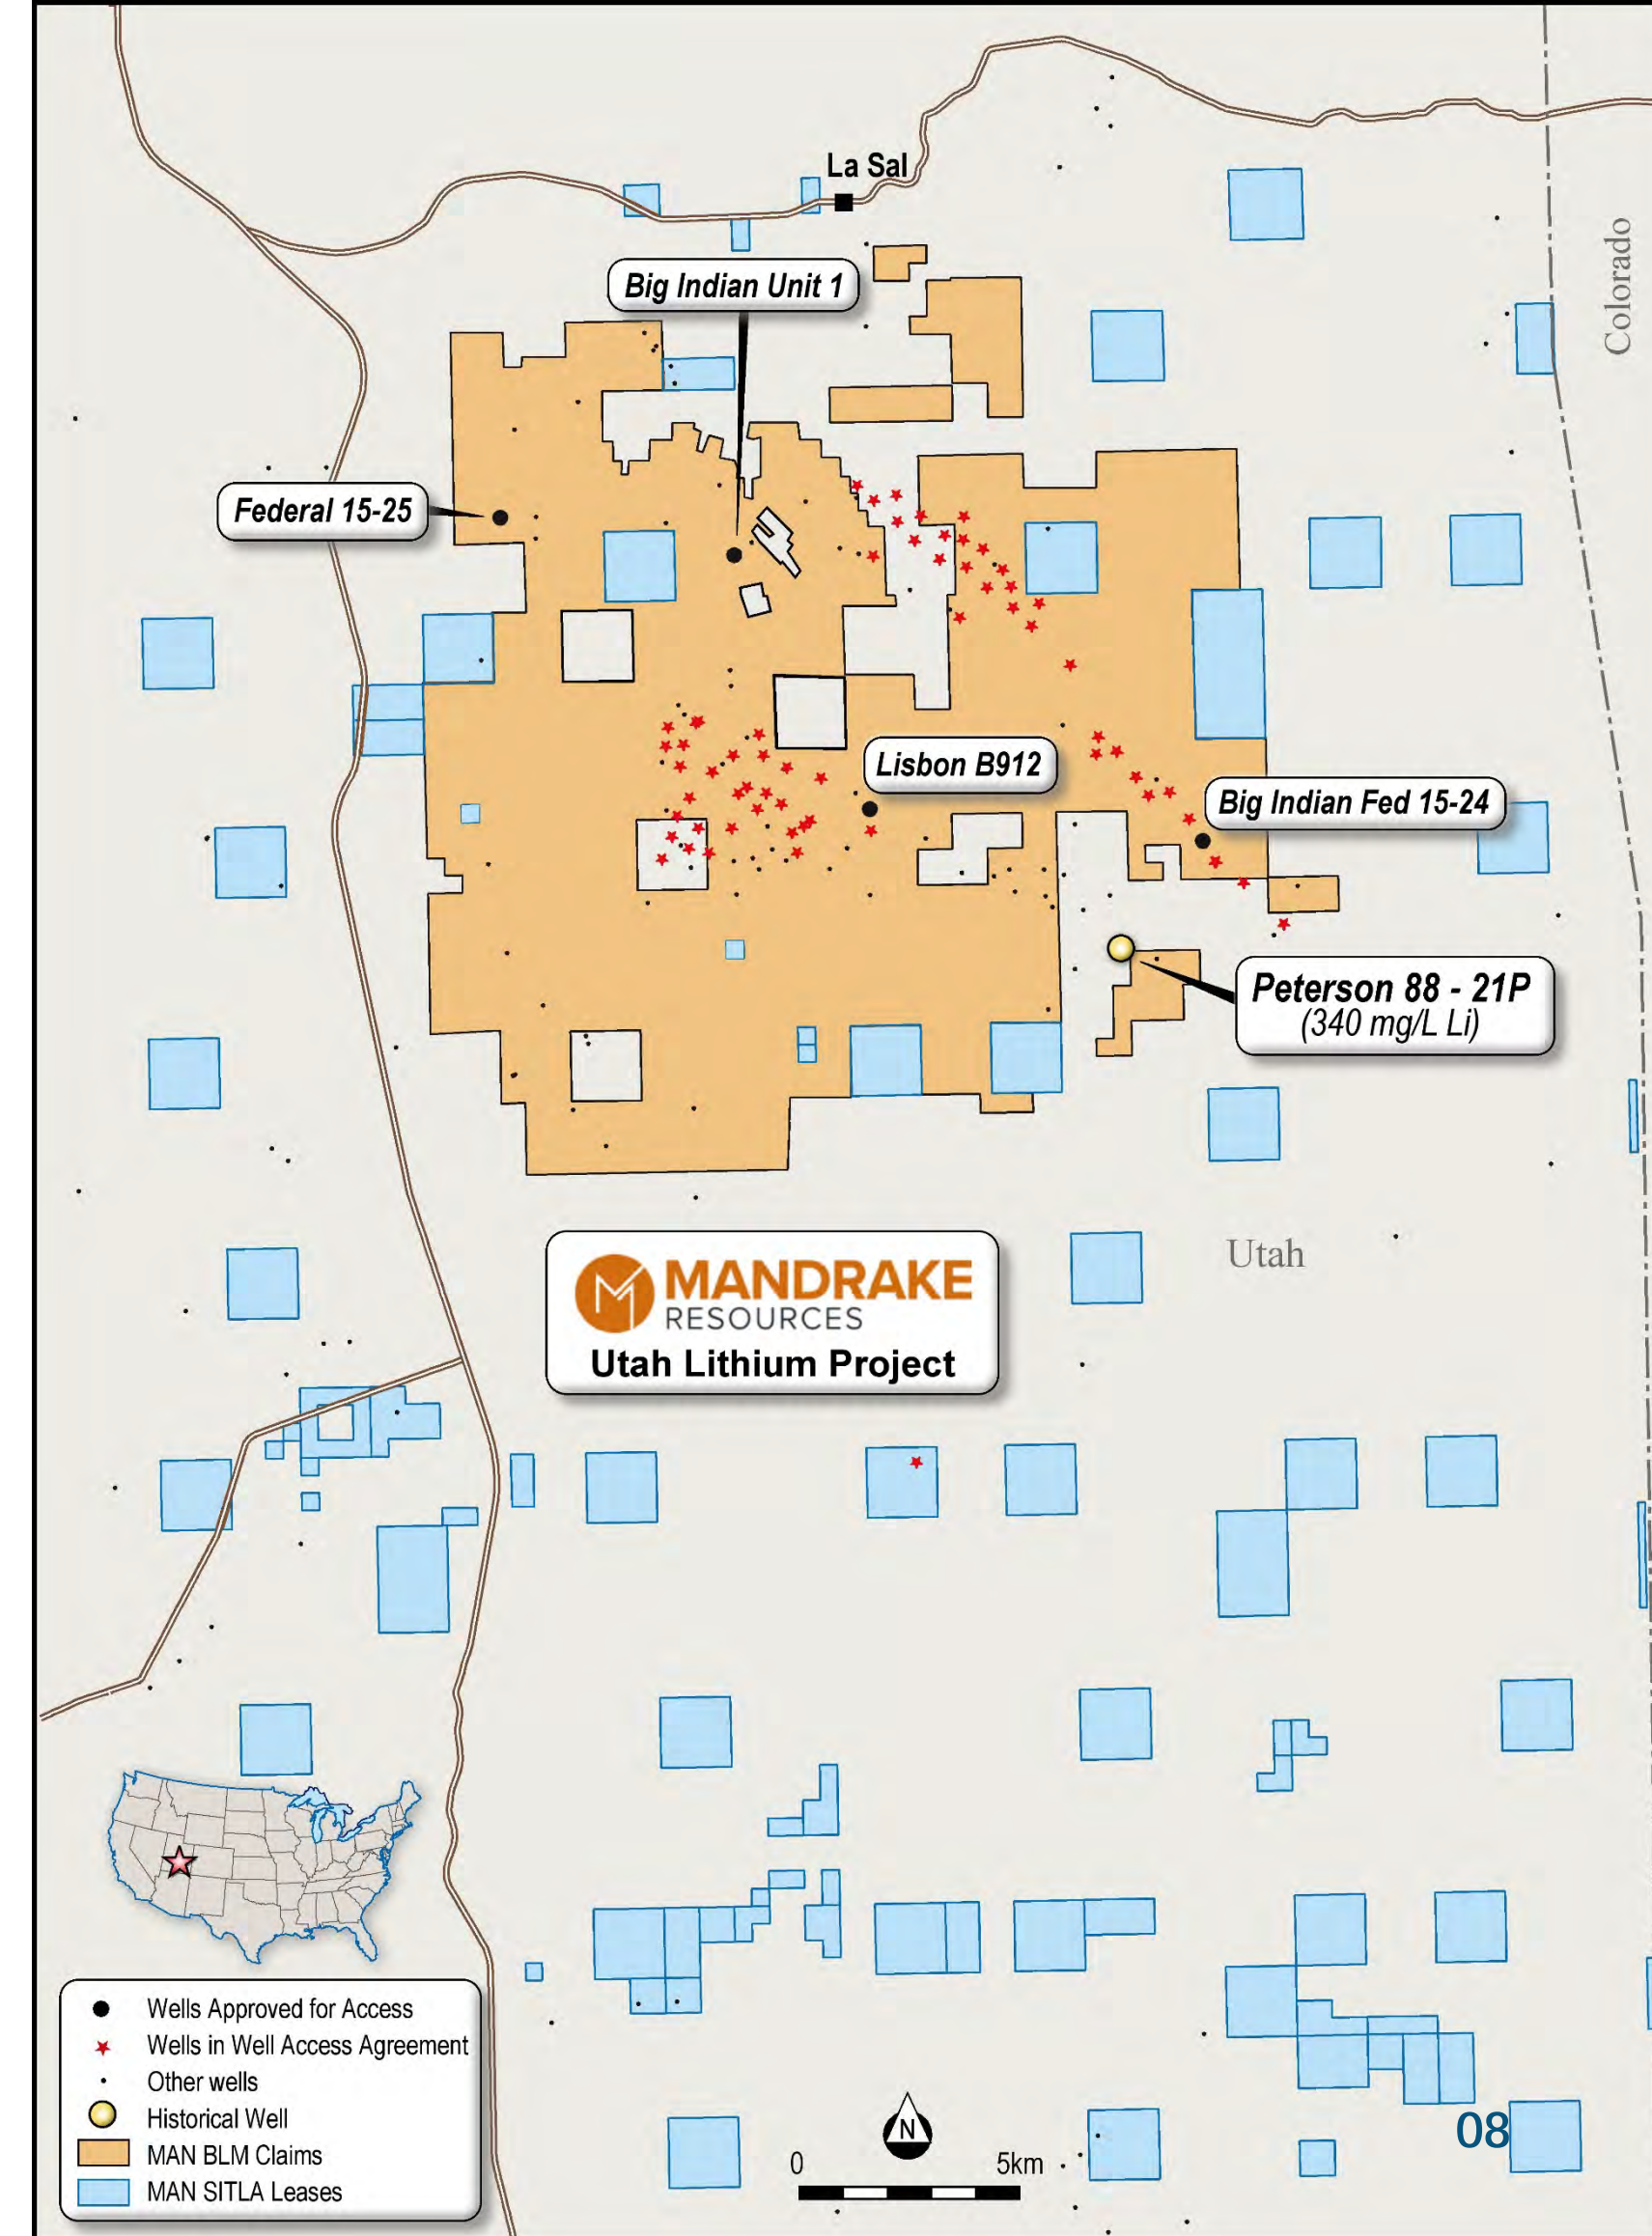 La Sal
Colorado
Big Indian Unit 1
Federal 15-25
Lisbon B912
Big Indian Fed 15-24
Peterson 88 - 21P
(340 mg/L Li)
Utah
MANDRAKE
RESOURCES
Utah Lithium Project
Wells Approved for Access
Wells in Well Access Agreement
Other wells
Historical Well
MAN BLM Claims
MAN SITLA Leases
N
0 5km
08